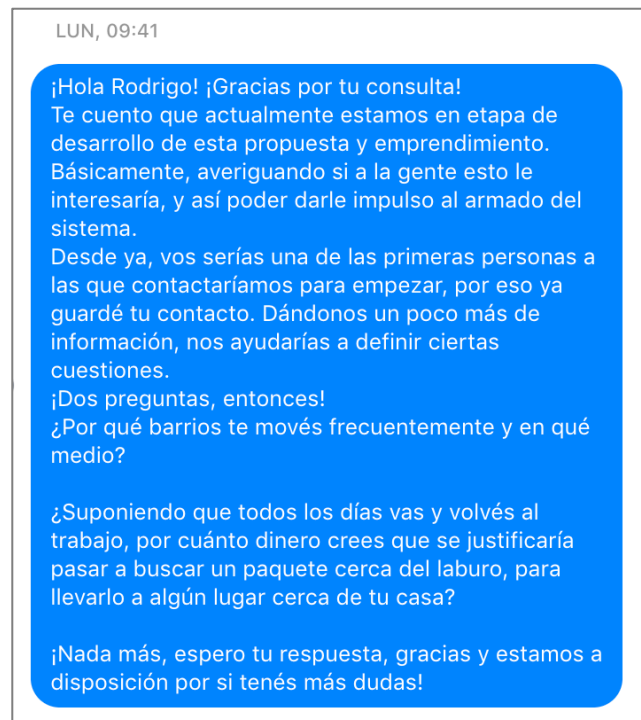 LUN, 09:41
¡Hola Rodrigo! ¡Gracias por tu consulta!
Te cuento que actualmente estamos en etapa de
desarrollo de esta propuesta y emprendimiento.
Básicamente, averiguando si a la gente esto le
interesaría, y así poder darle impulso al armado del
sistema.
Desde ya, vos serías una de las primeras personas a
las que contactaríamos para empezar, por eso ya
guardé tu contacto. Dándonos un poco más de
información, nos ayudarías a definir ciertas
cuestiones.
¡Dos preguntas, entonces!
¿Por qué barrios te movés frecuentemente y en qué
medio?
¿Suponiendo que todos los días vas y volvés al
trabajo, por cuánto dinero crees que se justificaría
pasar a buscar un paquete cerca del laburo, para
llevarlo a algún lugar cerca de tu casa?
¡Nada más, espero tu respuesta, gracias y estamos a
disposición por si tenés más dudas!